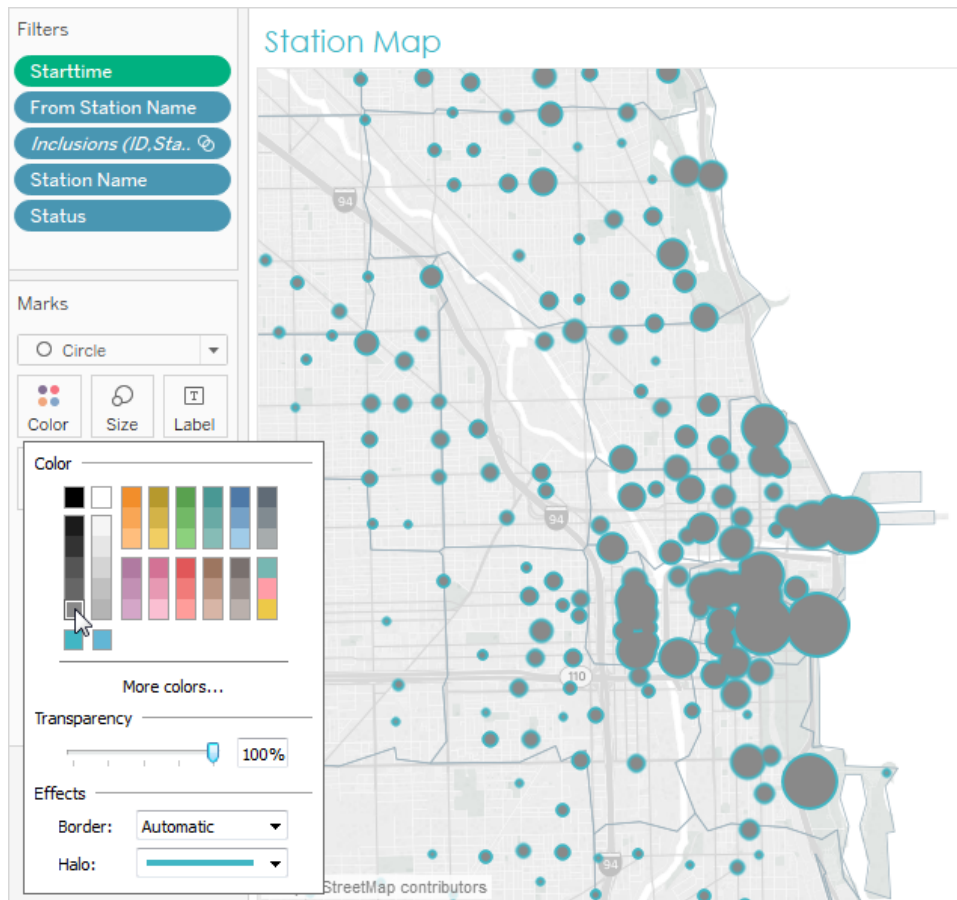 Filters
Station Map
Starttime
From Station Name
Inclusions (ID,Sta..
Station Name
Status
94
Marks
Circle
T
Color
Size
Label
Color
94
More colors...
110
Transparency
100%
Effects
Border:
Automatic
Halo:
94
StreetMap contributors